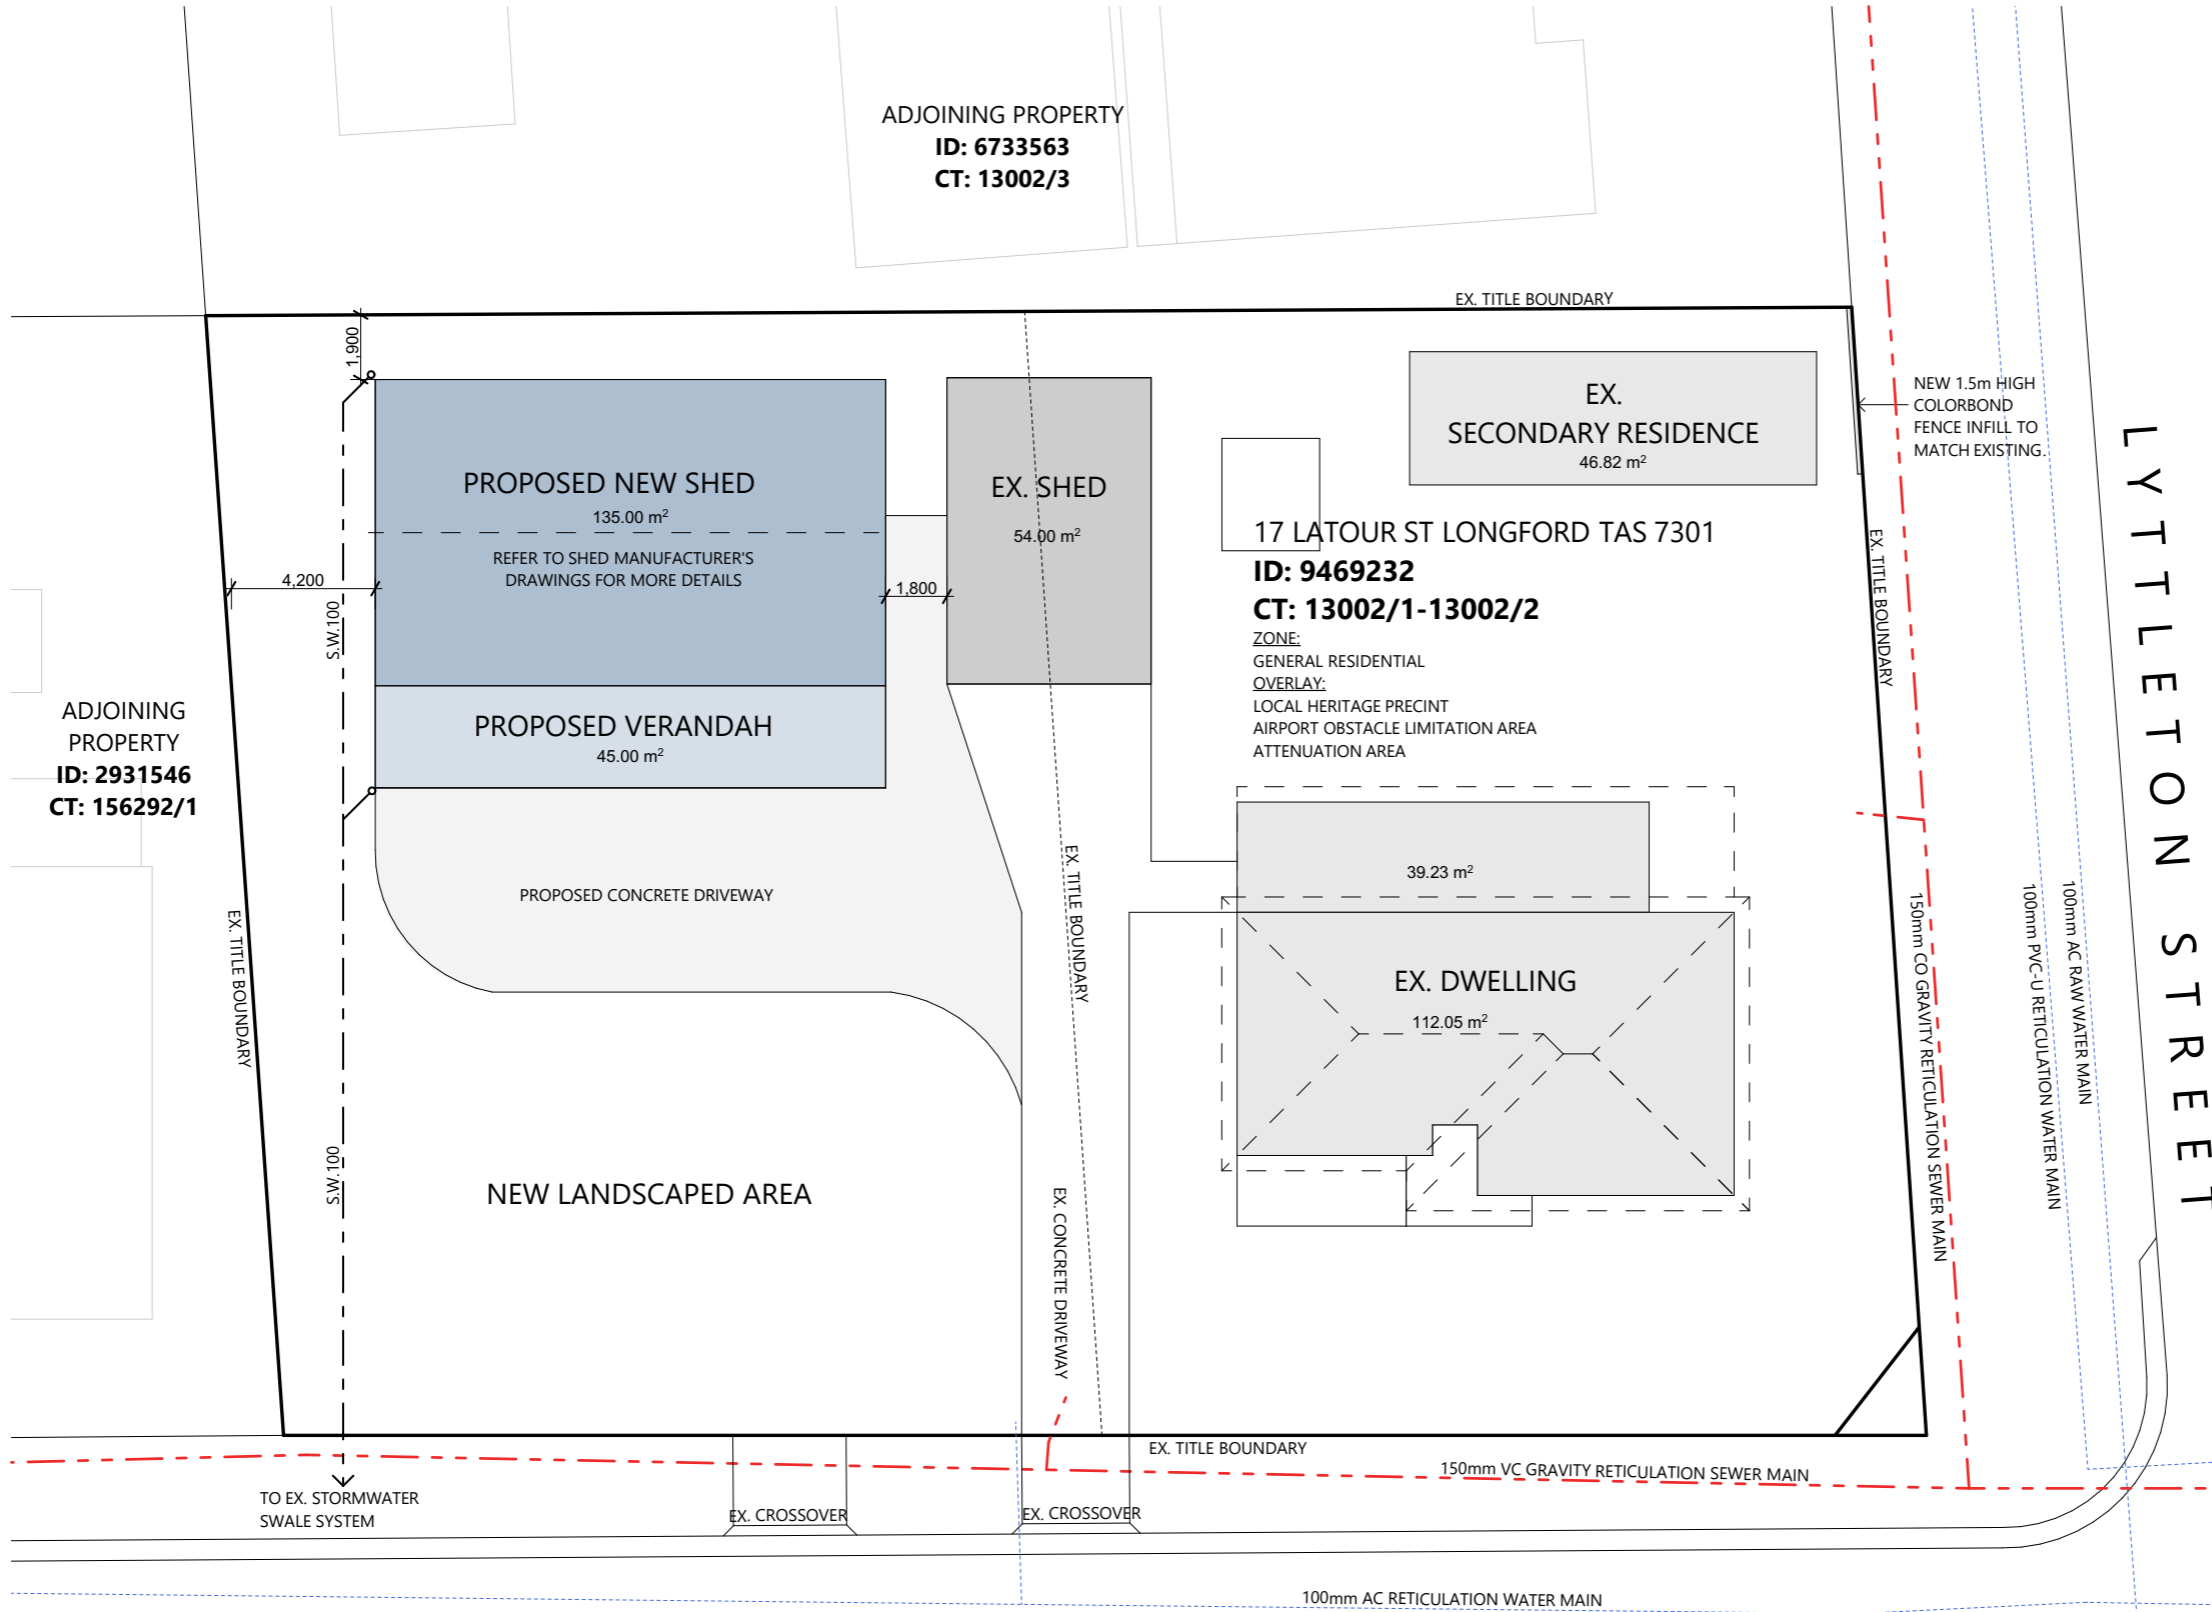 ADJOINING PROPERTY
ID: 6733563
CT: 13002/3
EX. TITLE BOUNDARY
1,900
EX.
SECONDARY RESIDENCE
46.82 m²
NEW 1.5m HIGH
COLORBOND
FENCE INFILL TO
MATCH EXISTING.
PROPOSED NEW SHED
135.00 m²
REFER TO SHED MANUFACTURER'S
DRAWINGS FOR MORE DETAILS
EX. SHED
54.00 m²
4,200
1,800
17 LATOUR ST LONGFORD TAS 7301
ID: 9469232
CT: 13002/1-13002/2
ZONE:
GENERAL RESIDENTIAL
OVERLAY:
LOCAL HERITAGE PRECINT
AIRPORT OBSTACLE LIMITATION AREA
ATTENUATION AREA
EX. TITLE BOUNDARY
LYTTLETON STREET
S.W.100
ADJOINING
PROPERTY
ID: 2931546
CT: 156292/1
PROPOSED VERANDAH
45.00 m²
PROPOSED CONCRETE DRIVEWAY
EX. TITLE BOUNDARY
EX. TITLE BOUNDARY
39.23 m²
EX. DWELLING
112.05 m²
150mm CO GRAVITY RETICULATION SEWER MAIN
100mm PVC-U RETICULATION WATER MAIN
100mm AC RAW WATER MAIN
S.W.100
NEW LANDSCAPED AREA
EX. CONCRETE DRIVEWAY
EX. TITLE BOUNDARY
150mm VC GRAVITY RETICULATION SEWER MAIN
TO EX. STORMWATER
SWALE SYSTEM
EX. CROSSOVER
EX. CROSSOVER
100mm AC RETICULATION WATER MAIN